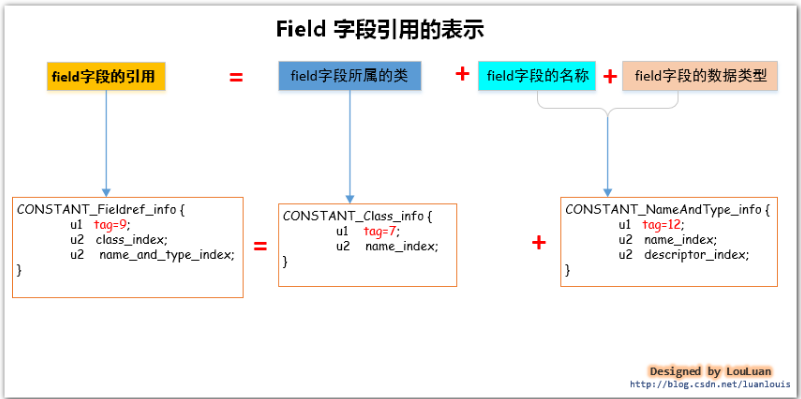 Field 字段引用的表示
field字段的引用 = field字段所属的类 + field字段的名称 + field字段的数据类型
CONSTANT_Fieldref_info {
u1 tag=9;
u2 class_index;
u2 name_and_type_index;
}
=
CONSTANT_Class_info {
u1 tag=7;
u2 name_index;
}
+
CONSTANT_NameAndType_info {
u1 tag=12;
u2 name_index;
u2 descriptor_index;
}
Designed by LouLuan
http://blog.csdn.net/luanlouis